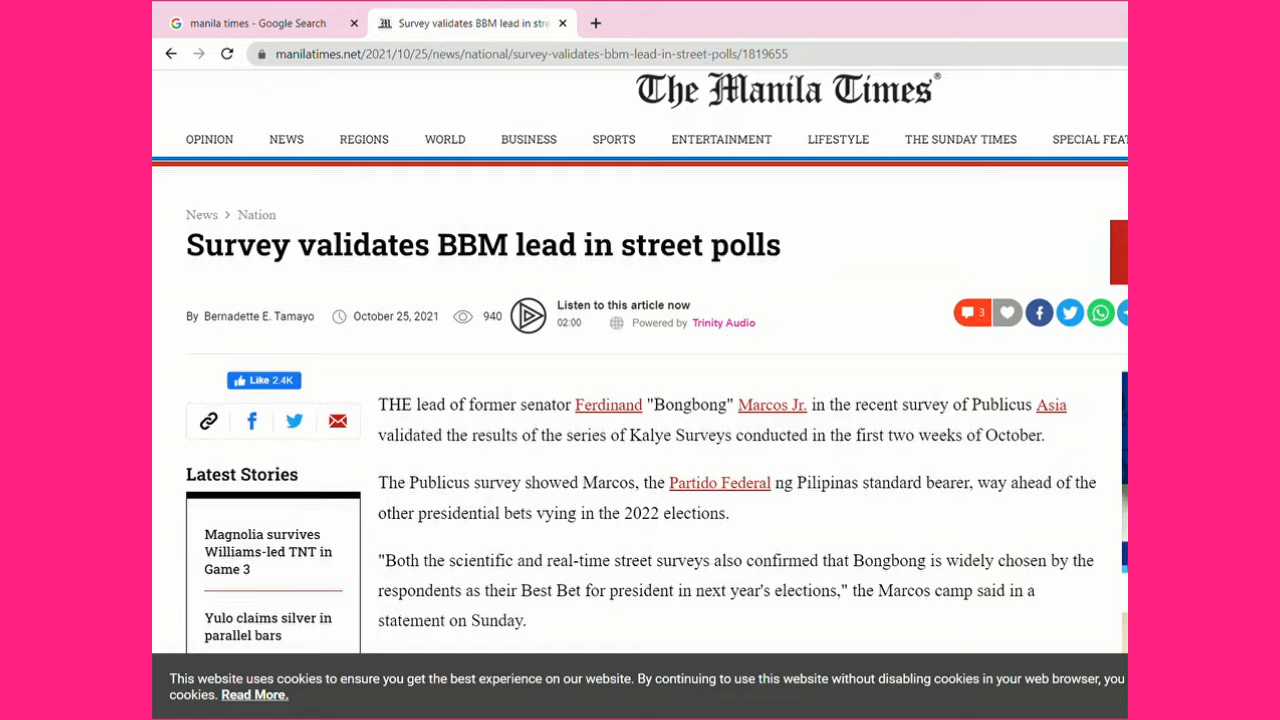 manila times - Google Search
Survey validates BBM lead in stre
manilatimes.net/2021/10/25/news/national/survey-validates-bbm-lead-in-street-polls/1819655
The Manila Times®
OPINION NEWS REGIONS WORLD BUSINESS SPORTS ENTERTAINMENT LIFESTYLE THE SUNDAY TIMES SPECIAL FEAT
News > Nation
Survey validates BBM lead in street polls
By Bernadette E. Tamayo October 25, 2021 940
Listen to this article now
02:00 Powered by Trinity Audio
3
Like 2.4K
THE lead of former senator Ferdinand "Bongbong" Marcos Jr. in the recent survey of Publicus Asia
validated the results of the series of Kalye Surveys conducted in the first two weeks of October.
The Publicus survey showed Marcos, the Partido Federal ng Pilipinas standard bearer, way ahead of the
other presidential bets vying in the 2022 elections.
"Both the scientific and real-time street surveys also confirmed that Bongbong is widely chosen by the
respondents as their Best Bet for president in next year's elections," the Marcos camp said in a
statement on Sunday.
Latest Stories
Magnolia survives
Williams-led TNT in
Game 3
Yulo claims silver in
parallel bars
This website uses cookies to ensure you get the best experience on our website. By continuing to use this website without disabling cookies in your web browser, you
cookies. Read More.